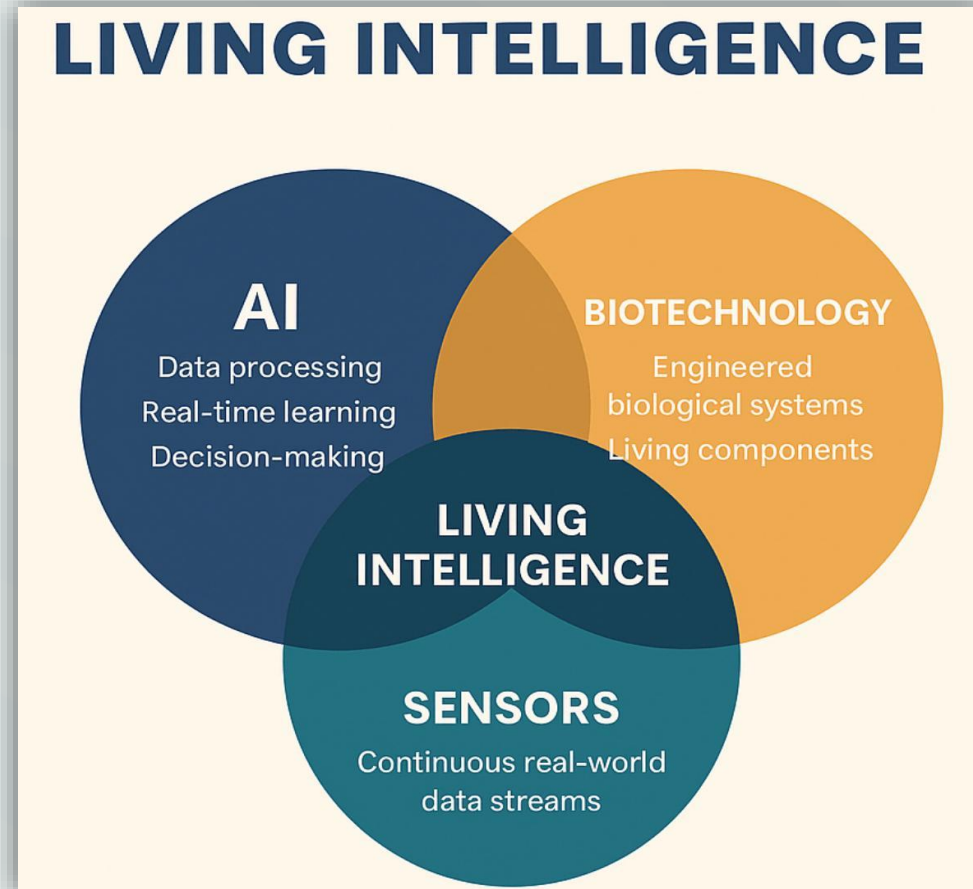 LIVING INTELLIGENCE
AI
Data processing
Real-time learning
Decision-making
BIOTECHNOLOGY
Engineered
biological systems
Living components
LIVING
INTELLIGENCE
SENSORS
Continuous real-world
data streams